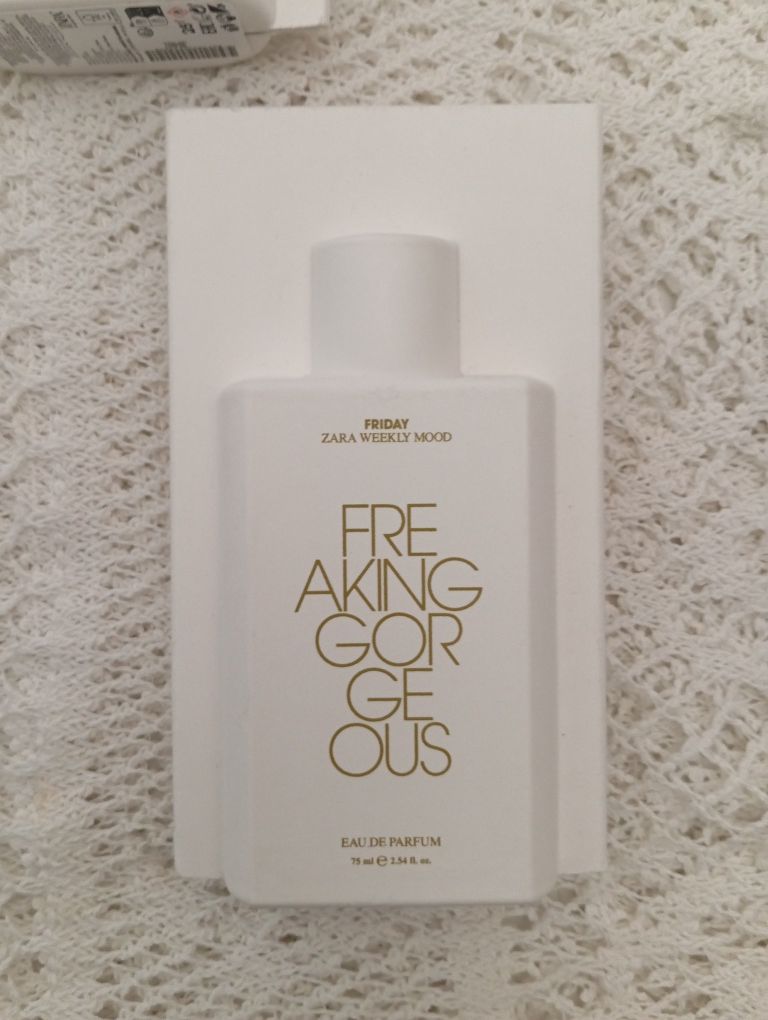 FRIDAY
ZARA WEEKLY MOOD
FRE
AKING
GOR
GE
OUS
EAU DE PARFUM
75 ml ℮ 2.54 fl. oz.